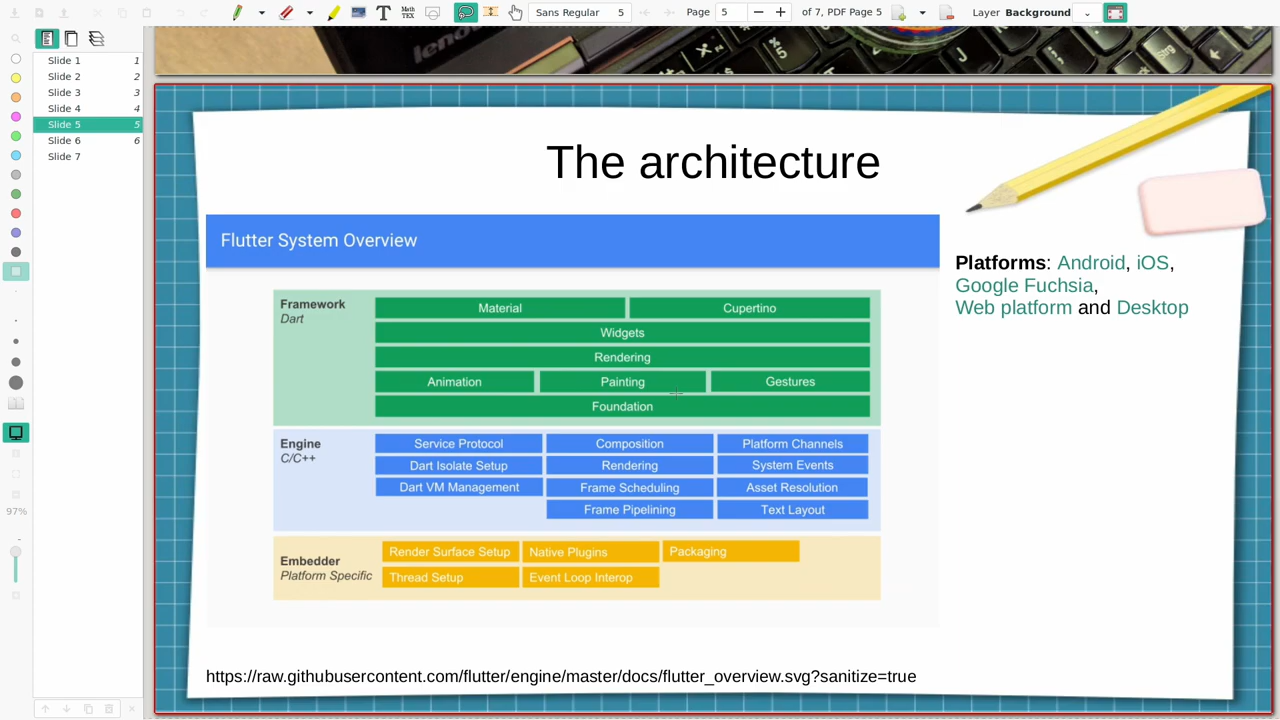 Math TEX
Sans Regular 5
Page 5 of 7, PDF Page 5
Layer Background
Slide 1 1
Slide 2 2
Slide 3 3
Slide 4 4
Slide 5 5
Slide 6 6
Slide 7
97%
lenovo
The architecture
Flutter System Overview
Framework
Dart
Material Cupertino
Widgets
Rendering
Animation Painting Gestures
Foundation
Engine
C/C++
Service Protocol Composition Platform Channels
Dart Isolate Setup Rendering System Events
Dart VM Management Frame Scheduling Asset Resolution
Frame Pipelining Text Layout
Embedder
Platform Specific
Render Surface Setup Native Plugins Packaging
Thread Setup Event Loop Interop
Platforms: Android, iOS,
Google Fuchsia,
Web platform and Desktop
https://raw.githubusercontent.com/flutter/engine/master/docs/flutter_overview.svg?sanitize=true